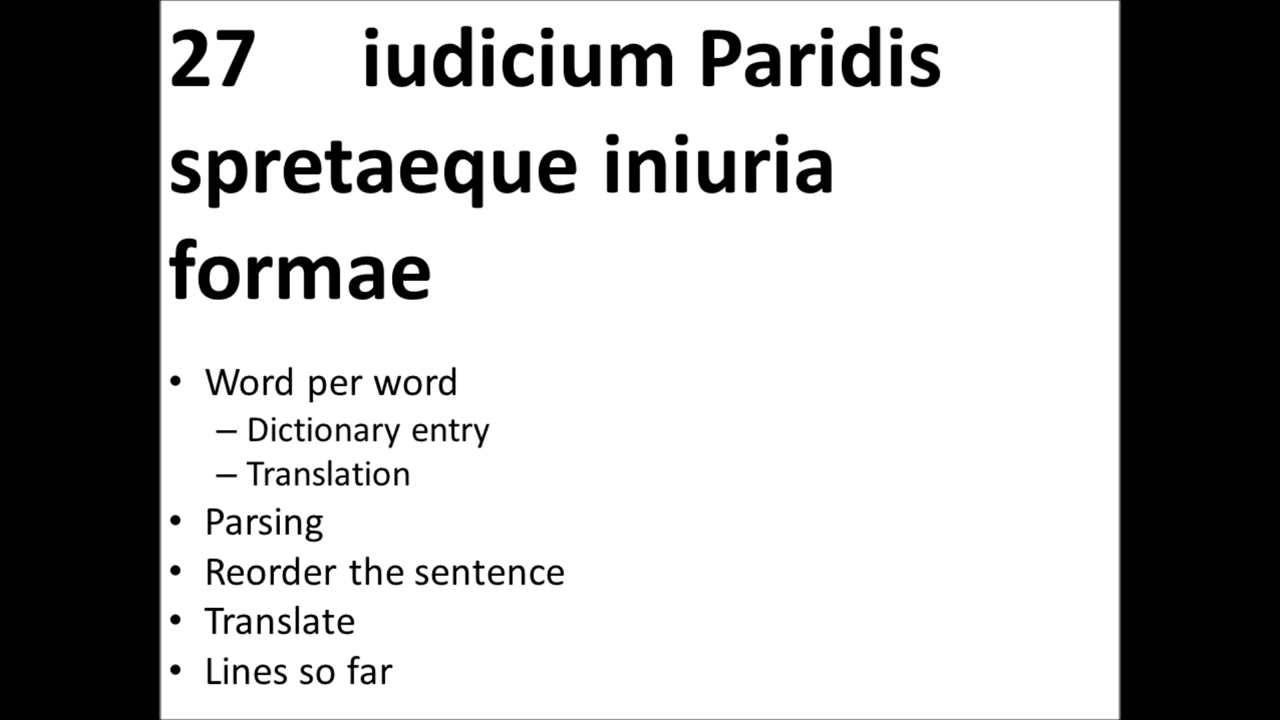 27 iudicium Paridis
spretaeque iniuria
formae
• Word per word
– Dictionary entry
– Translation
• Parsing
• Reorder the sentence
• Translate
• Lines so far